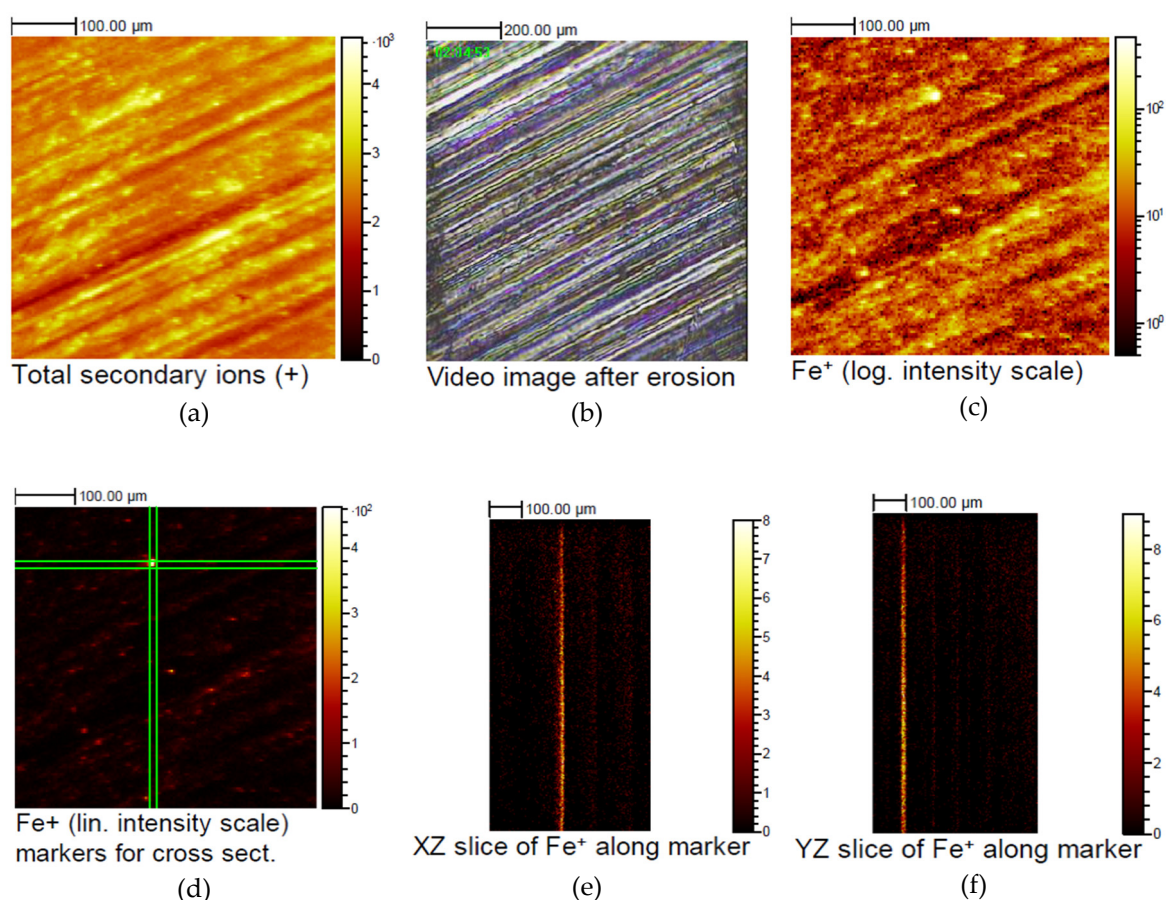 100.00 µm
·10³
4
3
2
1
0
Total secondary ions (+)
(a)
200.00 µm
02:04:53
Video image after erosion
(b)
100.00 µm
10²
10¹
10⁰
Fe⁺ (log. intensity scale)
(c)
100.00 µm
·10²
4
3
2
1
0
Fe+ (lin. intensity scale)
markers for cross sect.
(d)
100.00 µm
8
7
6
5
4
3
2
1
0
XZ slice of Fe⁺ along marker
(e)
100.00 µm
8
6
4
2
0
YZ slice of Fe⁺ along marker
(f)